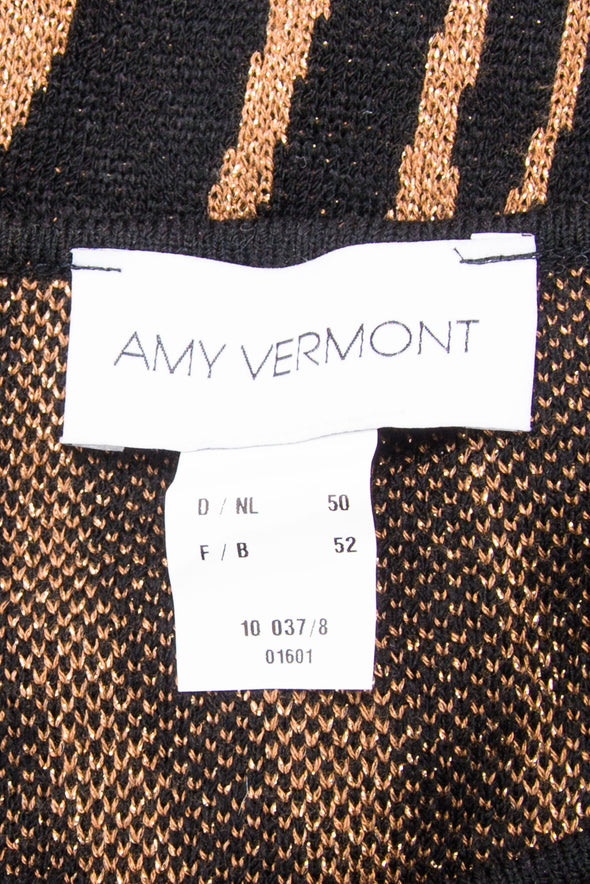 AMY VERMONT
D / NL 50
F / B 52
10 037/8
01601